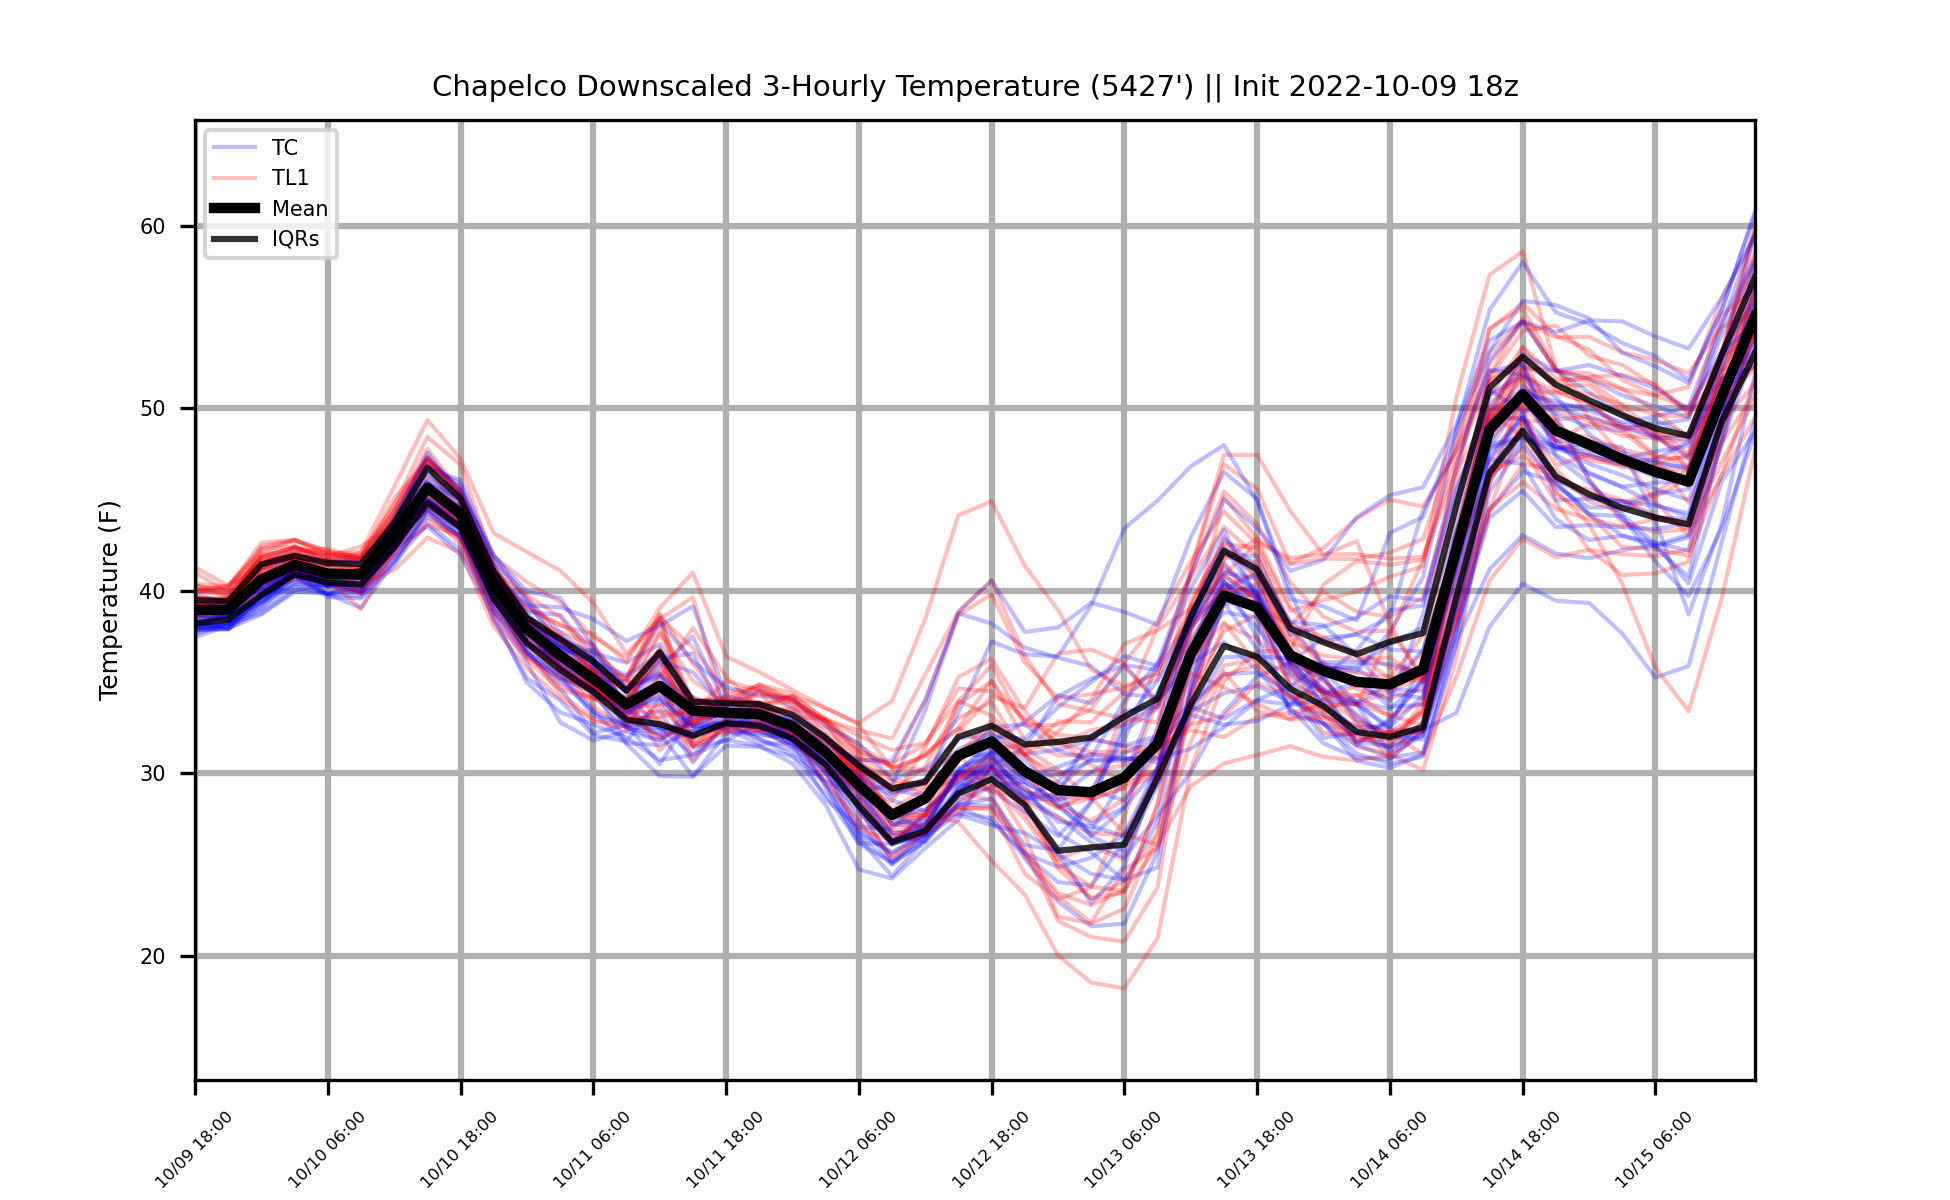 Chapelco Downscaled 3-Hourly Temperature (5427') || Init 2022-10-09 18z
TC
TL1
Mean
IQRs
Temperature (F)
60
50
40
30
20
10/09 18:00
10/10 06:00
10/10 18:00
10/11 06:00
10/11 18:00
10/12 06:00
10/12 18:00
10/13 06:00
10/13 18:00
10/14 06:00
10/14 18:00
10/15 06:00